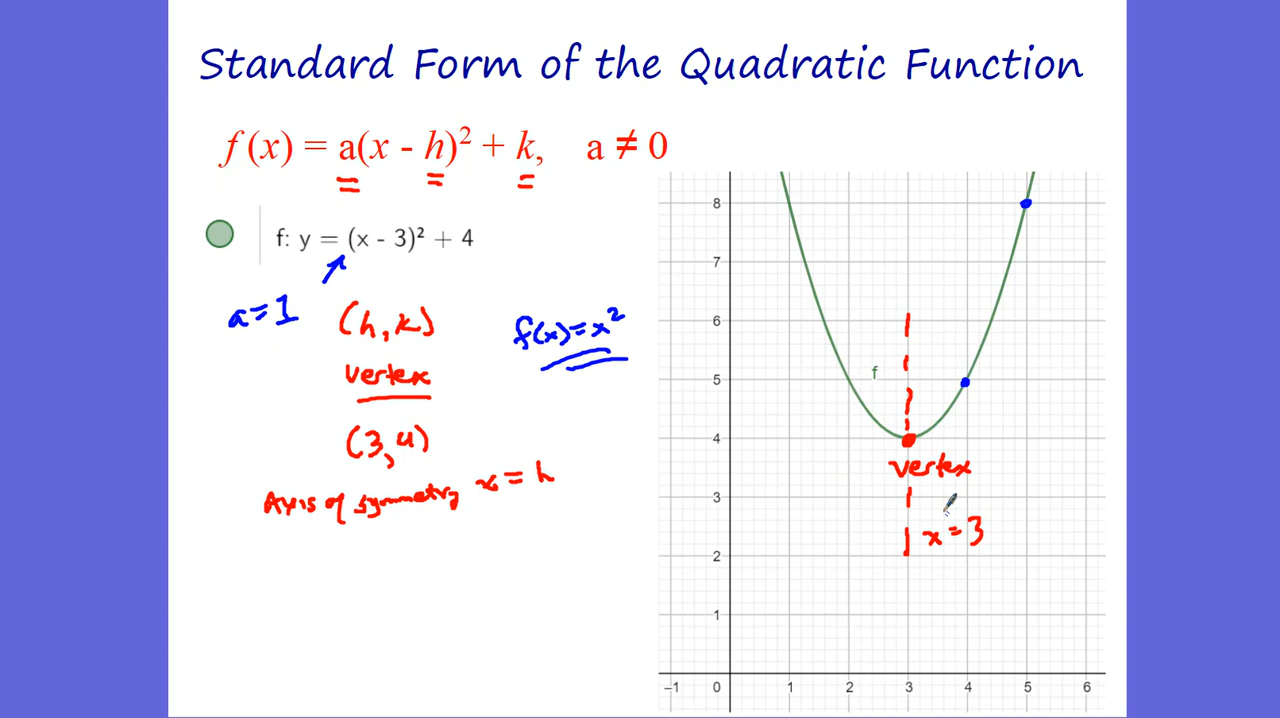 Standard Form of the Quadratic Function
f(x) = a(x - h)² + k, a ≠ 0
f: y = (x - 3)² + 4
a=1
(h,k)
f(x)=x²
vertex
(3,4)
Axis of symmetry x = h
8
7
6
5
f
4
vertex
3
x=3
2
1
-1 0 1 2 3 4 5 6